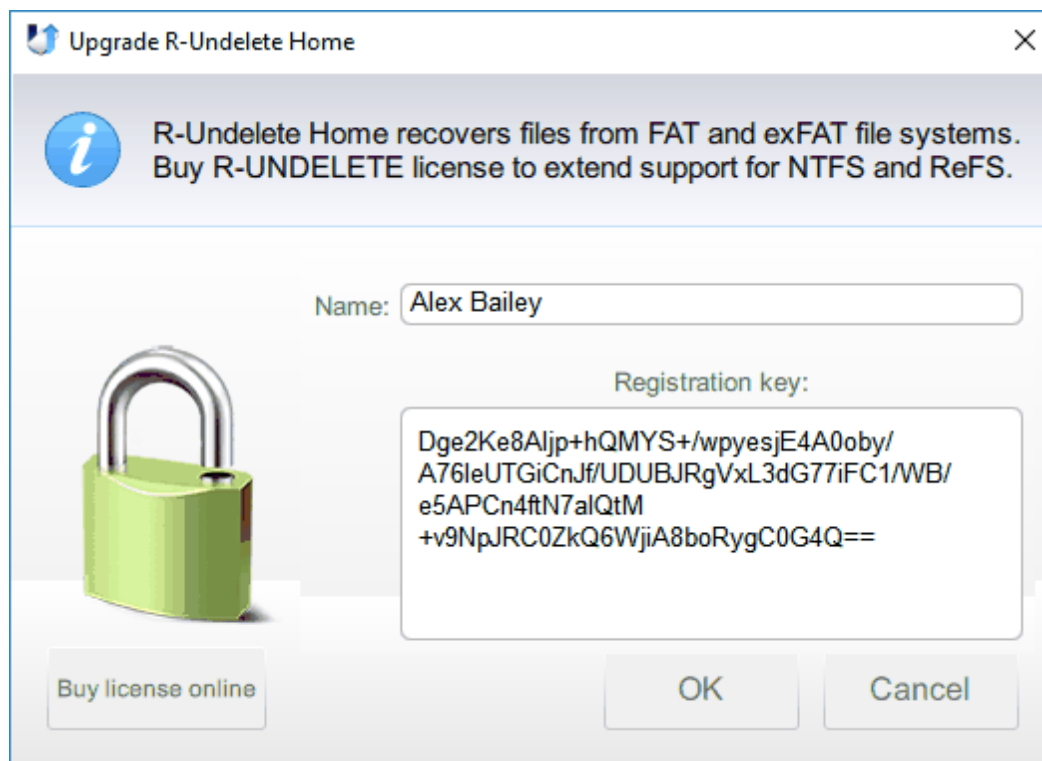 Upgrade R-Undelete Home
R-Undelete Home recovers files from FAT and exFAT file systems.
Buy R-UNDELETE license to extend support for NTFS and ReFS.
Name: Alex Bailey
Registration key:
Dge2Ke8AIjp+hQMYS+/wpyesjE4A0oby/
A76IeUTGiCnJf/UDUBJRgVxL3dG77iFC1/WB/
e5APCn4ftN7alQtM
+v9NpJRC0ZkQ6WjiA8boRygC0G4Q==
Buy license online
OK
Cancel